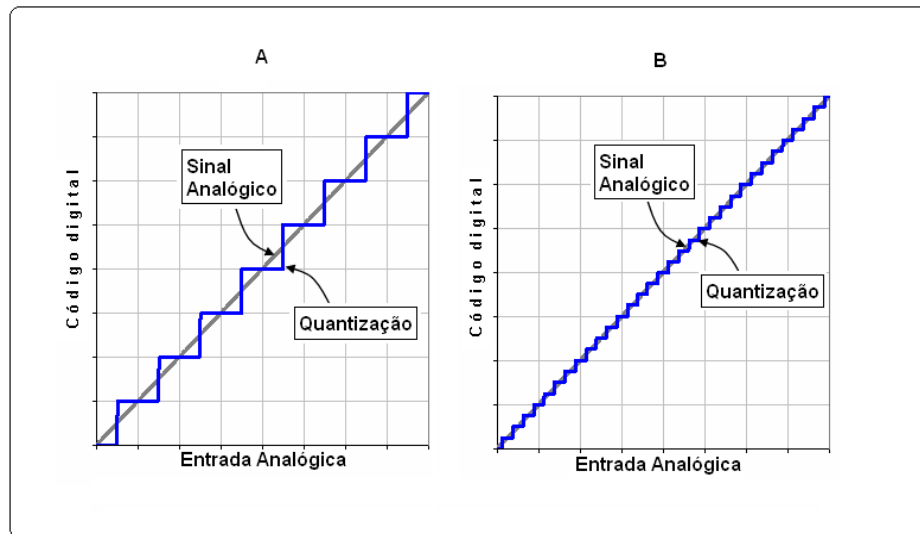 A
Sinal
Analógico
Quantização
Código digital
Entrada Analógica
B
Sinal
Analógico
Quantização
Código digital
Entrada Analógica